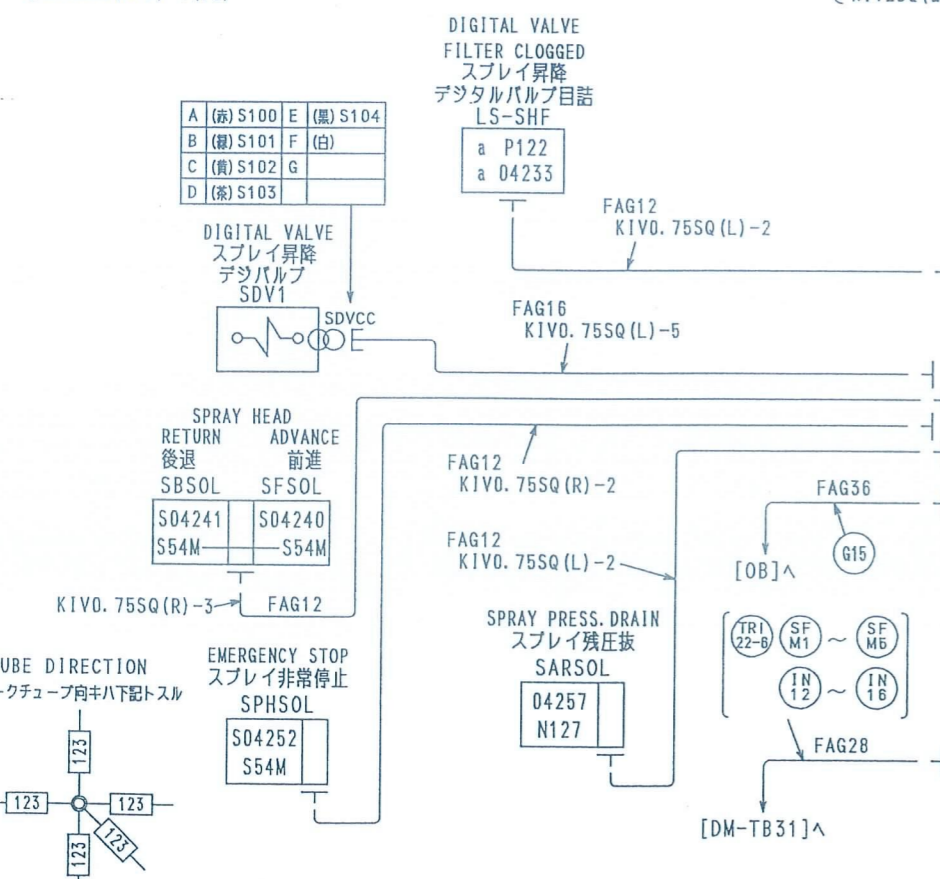 DIGITAL VALVE
FILTER CLOGGED
スプレイ昇降
デジタルバルブ目詰
LS-SHF
a P122
a 04233
FAG12
KIV0.75SQ(L)-2
A (赤)S100 E (黒)S104
B (緑)S101 F (白)
C (黄)S102 G
D (茶)S103
DIGITAL VALVE
スプレイ昇降
デジバルブ
SDV1
SDVCC
FAG16
KIV0.75SQ(L)-5
SPRAY HEAD
RETURN ADVANCE
後退 前進
SBSOL SFSOL
S04241 S04240
S54M S54M
KIV0.75SQ(R)-3
FAG12
FAG12
KIV0.75SQ(R)-2
FAG12
KIV0.75SQ(L)-2
FAG36
G15
[OB]ヘ
SPRAY PRESS.DRAIN
スプレイ残圧抜
SARSOL
04257
N127
TRI
22-6
SF
M1
~
SF
M6
IN
12
~
IN
16
FAG28
[DM-TB31]ヘ
UBE DIRECTION
ークチューブ向キハ下記トスル
EMERGENCY STOP
スプレイ非常停止
SPHSOL
S04252
S54M
123
123
123
123
123